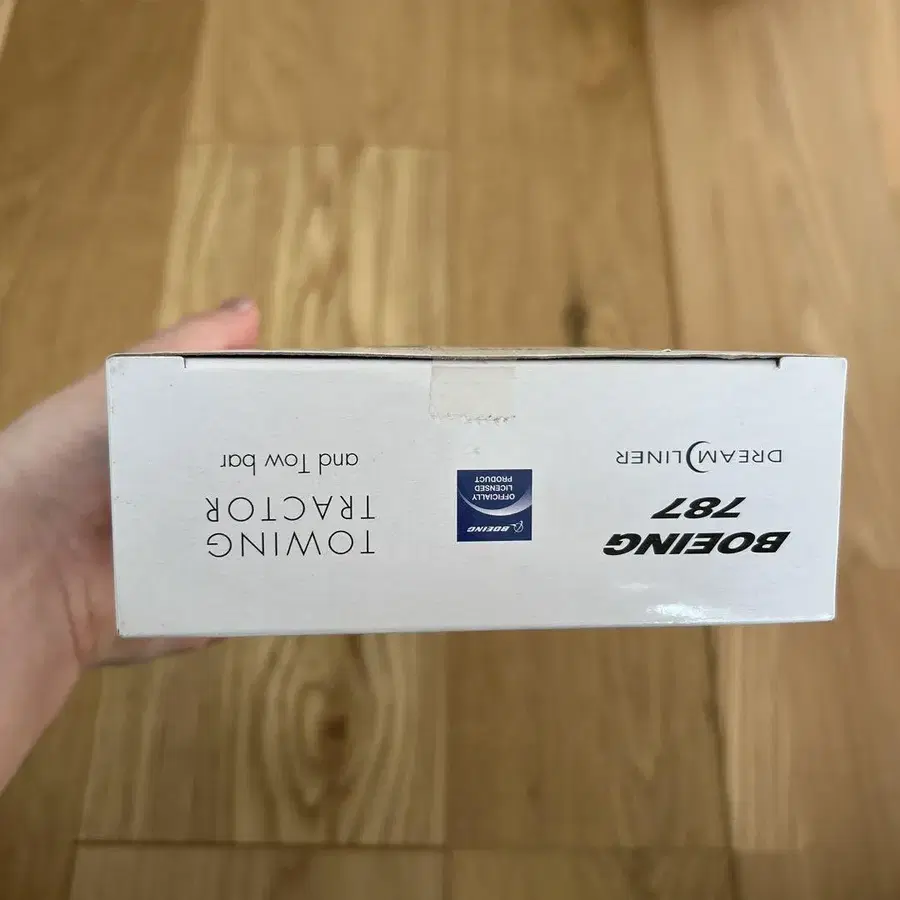 BOEING
787
DREAMLINER
BOEING
OFFICIALLY
LICENSED
PRODUCT
TOWING
TRACTOR
and Tow bar